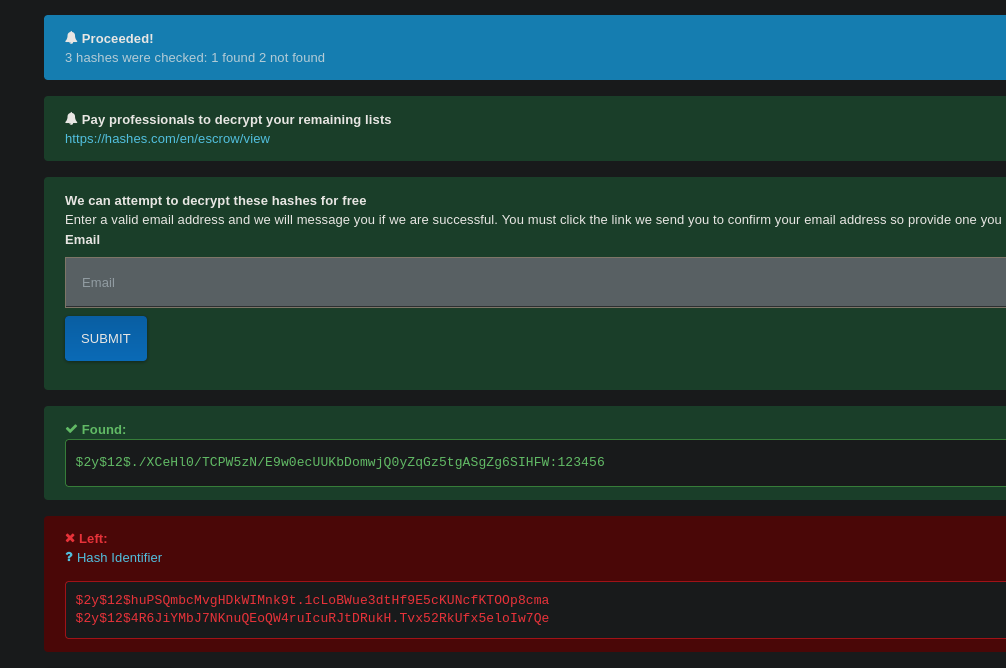 Proceeded!
3 hashes were checked: 1 found 2 not found
Pay professionals to decrypt your remaining lists
https://hashes.com/en/escrow/view
We can attempt to decrypt these hashes for free
Enter a valid email address and we will message you if we are successful. You must click the link we send you to confirm your email address so provide one you
Email
Email
SUBMIT
Found:
$2y$12$./XCeHl0/TCPW5zN/E9w0ecUUKbDomwjQ0yZqGz5tgASgZg6SIHFW:123456
Left:
? Hash Identifier
$2y$12$huPSQmbcMvgHDkWIMnk9t.1cLoBWue3dtHf9E5cKUNcfKTOOp8cma
$2y$12$4R6JiYMbJ7NKnuQEoQW4ruIcuRJtDRukH.Tvx52RkUfx5eloIw7Qe